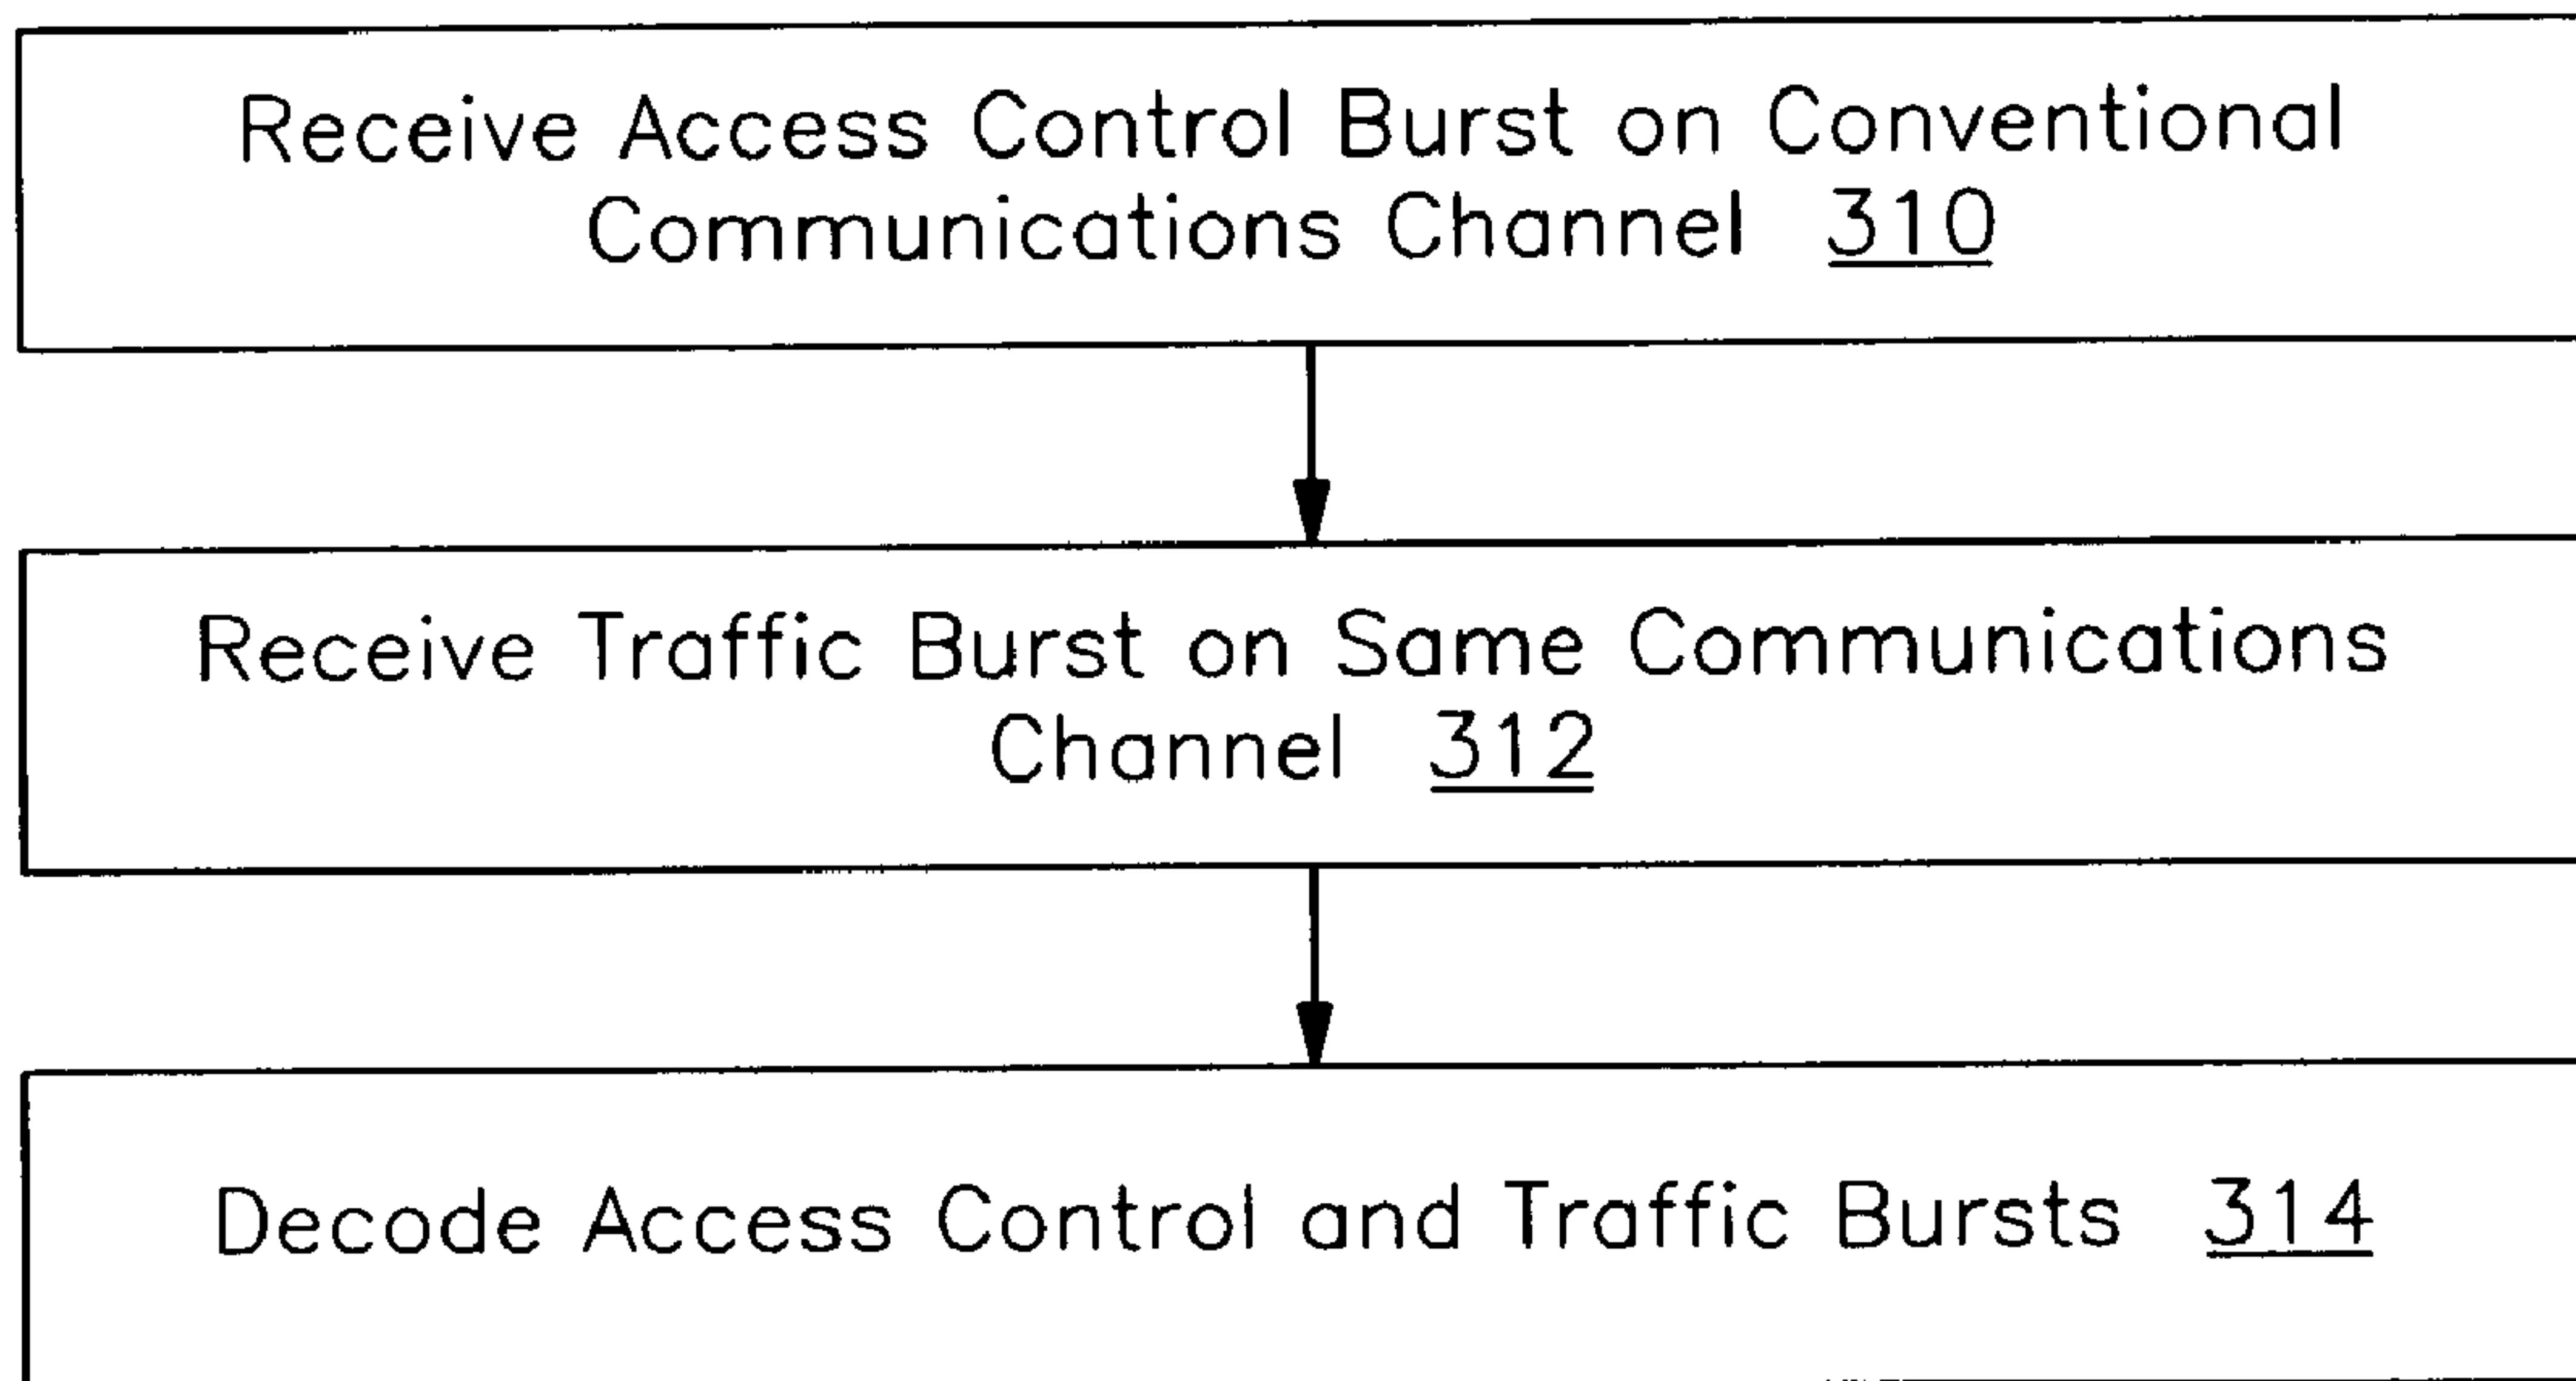 Receive Access Control Burst on Conventional
Communications Channel 310
Receive Traffic Burst on Same Communications
Channel 312
Decode Access Control and Traffic Bursts 314